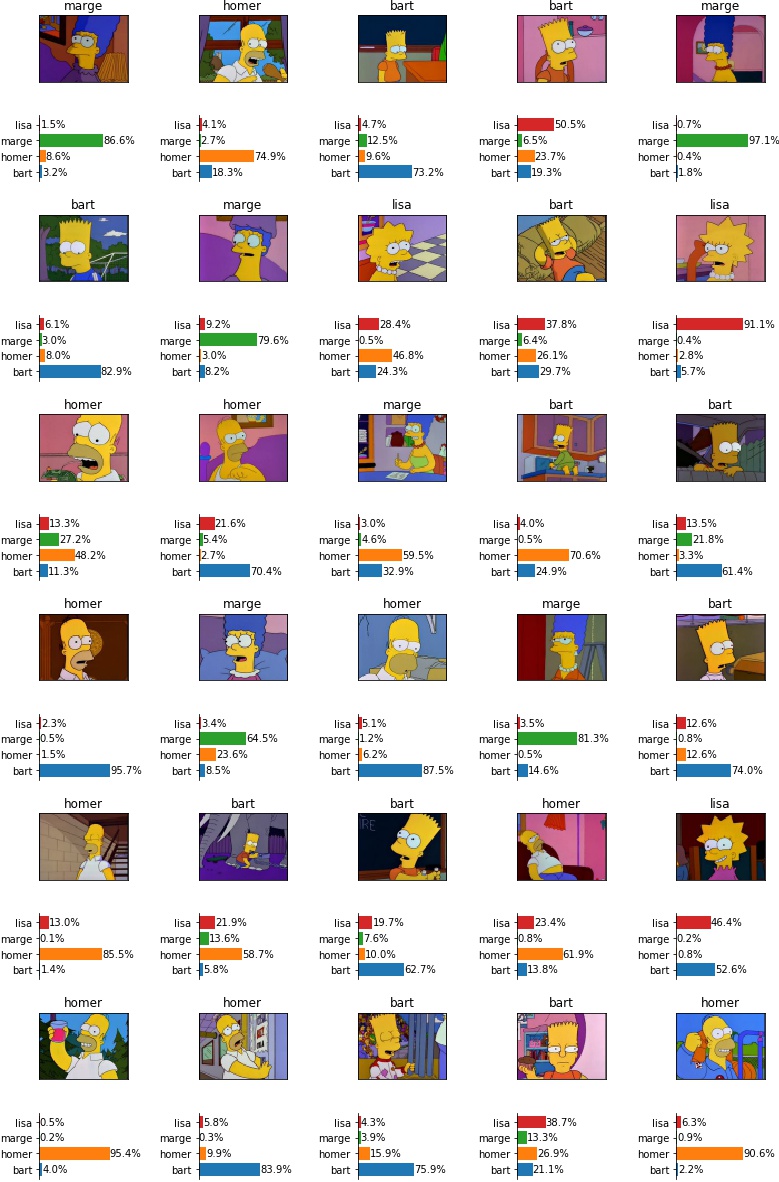 marge homer bart bart marge
lisa 1.5% 4.1% 4.7% 50.5% 0.7%
marge 86.6% 2.7% 12.5% 6.5% 97.1%
homer 8.6% 74.9% 9.6% 23.7% 0.4%
bart 3.2% 18.3% 73.2% 19.3% 1.8%
bart marge lisa bart lisa
lisa 6.1% lisa 9.2% lisa 28.4% lisa 37.8% lisa 91.1%
marge 3.0% marge 79.6% marge 0.5% marge 6.4% marge 0.4%
homer 8.0% homer 3.0% homer 46.8% homer 26.1% homer 2.8%
bart 82.9% bart 8.2% bart 24.3% bart 29.7% bart 5.7%
homer homer marge bart bart
lisa 13.3% lisa 21.6% lisa 3.0% lisa 4.0% lisa 13.5%
marge 27.2% marge 5.4% marge 4.6% marge 0.5% marge 21.8%
homer 48.2% homer 2.7% homer 59.5% homer 70.6% homer 3.3%
bart 11.3% bart 70.4% bart 32.9% bart 24.9% bart 61.4%
homer marge homer marge bart
lisa 2.3% lisa 3.4% lisa 5.1% lisa 3.5% lisa 12.6%
marge 0.5% marge 64.5% marge 1.2% marge 81.3% marge 0.8%
homer 1.5% homer 23.6% homer 6.2% homer 0.5% homer 12.6%
bart 95.7% bart 8.5% bart 87.5% bart 14.6% bart 74.0%
homer bart bart homer lisa
RE
lisa 13.0% lisa 21.9% lisa 19.7% lisa 23.4% lisa 46.4%
marge 0.1% marge 13.6% marge 7.6% marge 0.8% marge 0.2%
homer 85.5% homer 58.7% homer 10.0% homer 61.9% homer 0.8%
bart 1.4% bart 5.8% bart 62.7% bart 13.8% bart 52.6%
homer homer bart bart homer
lisa 0.5% lisa 5.8% lisa 4.3% lisa 38.7% lisa 6.3%
marge 0.2% marge 0.3% marge 3.9% marge 13.3% marge 0.9%
homer 95.4% homer 9.9% homer 15.9% homer 26.9% homer 90.6%
bart 4.0% bart 83.9% bart 75.9% bart 21.1% bart 2.2%